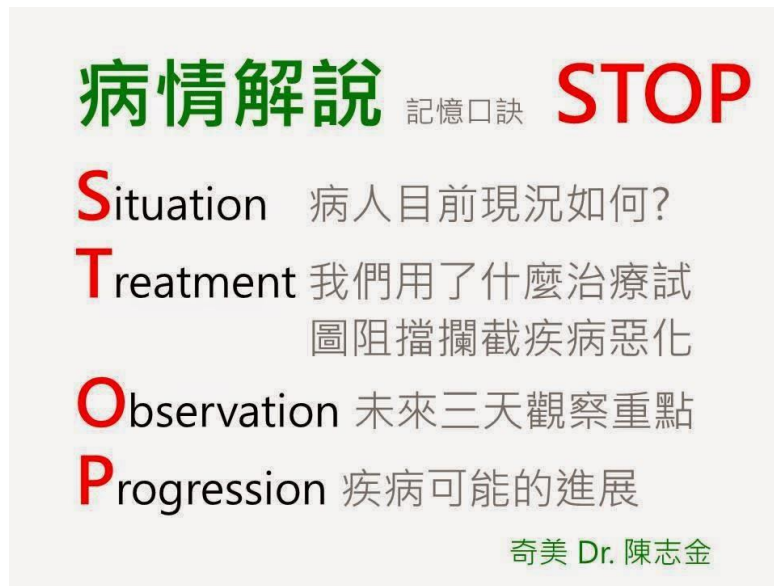 病情解說 記憶口訣 STOP
Situation 病人目前現況如何?
Treatment 我們用了什麼治療試
圖阻擋攔截疾病惡化
Observation 未來三天觀察重點
Progression 疾病可能的進展
奇美 Dr. 陳志金